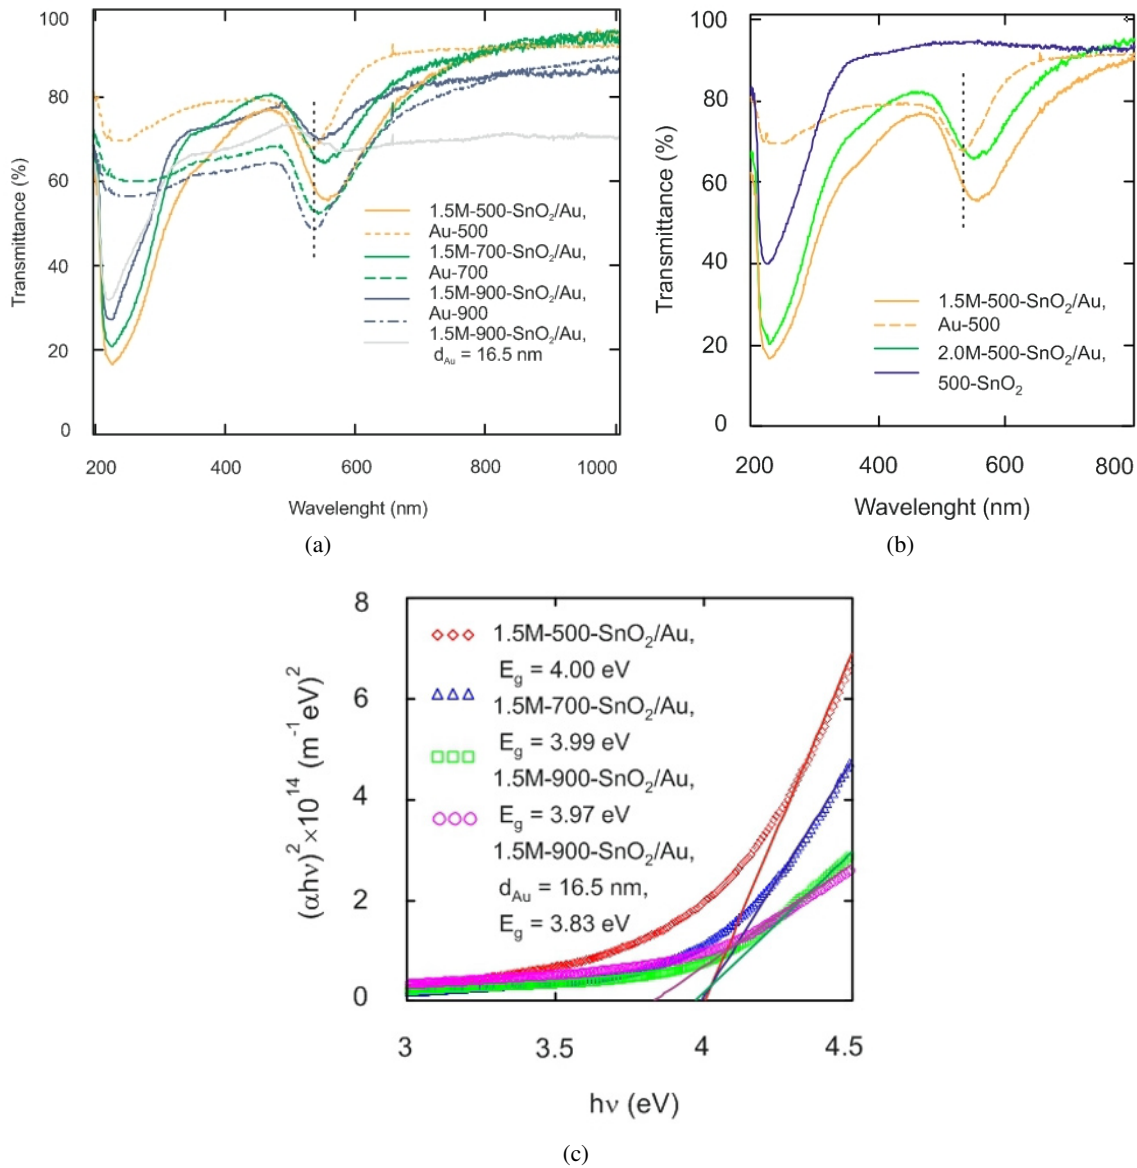 100
80
60
40
20
0
Transmittance (%)
1.5M-500-SnO₂/Au,
Au-500
1.5M-700-SnO₂/Au,
Au-700
1.5M-900-SnO₂/Au,
Au-900
1.5M-900-SnO₂/Au,
d_Au = 16.5 nm
200 400 600 800 1000
Wavelenght (nm)
(a)
100
80
60
40
20
0
Transmittance (%)
1.5M-500-SnO₂/Au,
Au-500
2.0M-500-SnO₂/Au,
500-SnO₂
200 400 600 800
Wavelenght (nm)
(b)
8
6
4
2
0
(αhν)²×10¹⁴ (m⁻¹ eV)²
1.5M-500-SnO₂/Au,
E_g = 4.00 eV
1.5M-700-SnO₂/Au,
E_g = 3.99 eV
1.5M-900-SnO₂/Au,
E_g = 3.97 eV
1.5M-900-SnO₂/Au,
d_Au = 16.5 nm,
E_g = 3.83 eV
3 3.5 4 4.5
hν (eV)
(c)